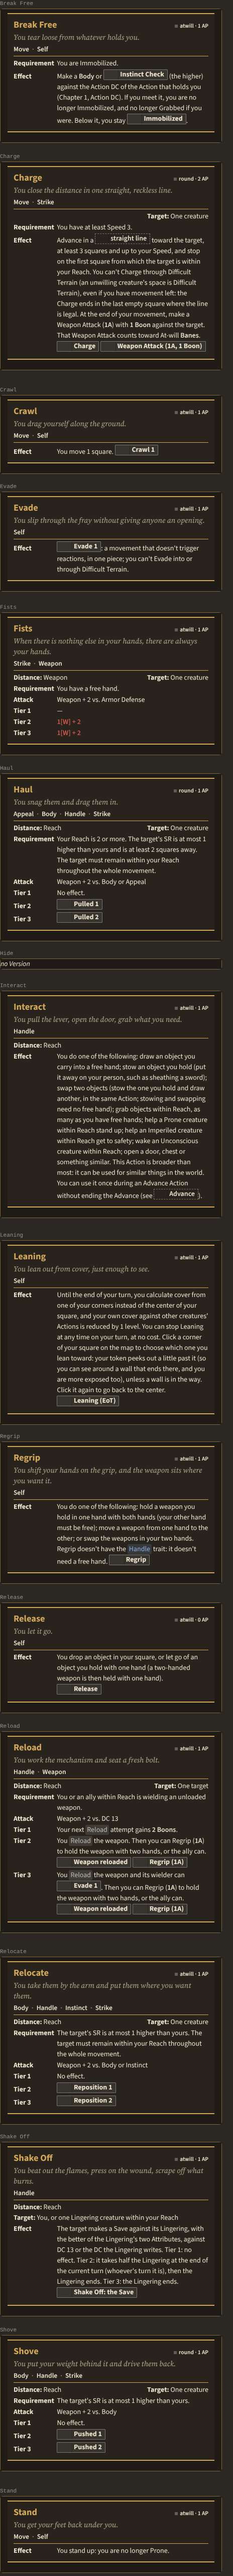 Break Free
Break Free
■ atwill · 1 AP
You tear loose from whatever holds you.
Move · Self
Requirement You are Immobilized.
Effect Make a Body or Instinct Check (the higher)
against the Action DC of the Action that holds you
(Chapter 1, Action DC). If you meet it, you are no
longer Immobilized, and no longer Grabbed if you
were. Below it, you stay Immobilized.
Charge
Charge
■ round · 2 AP
You close the distance in one straight, reckless line.
Move · Strike
Target: One creature
Requirement You have at least Speed 3.
Effect Advance in a straight line toward the target,
at least 3 squares and up to your Speed, and stop
on the first square from which the target is within
your Reach. You can't Charge through Difficult
Terrain (an unwilling creature's space is Difficult
Terrain), even if you have movement left: the
Charge ends in the last empty square where the line
is legal. At the end of your movement, make a
Weapon Attack (1A) with 1 Boon against the target.
That Weapon Attack counts toward At-will Banes.
Charge Weapon Attack (1A, 1 Boon)
Crawl
Crawl
■ atwill · 1 AP
You drag yourself along the ground.
Move · Self
Effect You move 1 square. Crawl 1
Evade
Evade
■ atwill · 1 AP
You slip through the fray without giving anyone an opening.
Self
Effect Evade 1: a movement that doesn't trigger
reactions, in one piece; you can't Evade into or
through Difficult Terrain.
Fists
Fists
■ atwill · 1 AP
When there is nothing else in your hands, there are always
your hands.
Strike · Weapon
Distance: Weapon Target: One creature
Requirement You have a free hand.
Attack Weapon + 2 vs. Armor Defense
Tier 1 —
Tier 2 1[W] + 2
Tier 3 1[W] + 2
Haul
Haul
■ round · 1 AP
You snag them and drag them in.
Appeal · Body · Handle · Strike
Distance: Reach Target: One creature
Requirement Your Reach is 2 or more. The target's SR is at most 1
higher than yours and is at least 2 squares away.
The target must remain within your Reach
throughout the whole movement.
Attack Weapon + 2 vs. Body or Appeal
Tier 1 No effect.
Tier 2 Pulled 1
Tier 3 Pulled 2
Hide
no Version
Interact
Interact
■ atwill · 1 AP
You pull the lever, open the door, grab what you need.
Handle
Distance: Reach
Effect You do one of the following: draw an object you
carry into a free hand; stow an object you hold (put
it away on your person, such as sheathing a sword);
swap two objects (stow the one you hold and draw
another, in the same Action; stowing and swapping
need no free hand); grab objects within Reach, as
many as you have free hands; help a Prone creature
within Reach stand up; help an Imperiled creature
within Reach get to safety; wake an Unconscious
creature within Reach; open a door, chest or
something similar. This Action is broader than
most: it can be used for similar things in the world.
You can use it once during an Advance Action
without ending the Advance (see Advance).
Leaning
Leaning
■ atwill · 1 AP
You lean out from cover, just enough to see.
Self
Effect Until the end of your turn, you calculate cover from
one of your corners instead of the center of your
square, and your own cover against other creatures'
Actions is reduced by 1 level. You can stop Leaning
at any time on your turn, at no cost. Click a corner
of your square on the map to choose which one you
lean toward: your token peeks out a little past it (so
you can see around a wall that ends there, and you
are more exposed too), unless a wall is in the way.
Click it again to go back to the center.
Leaning (EoT)
Regrip
Regrip
■ atwill · 1 AP
You shift your hands on the grip, and the weapon sits where
you want it.
Self
Effect You do one of the following: hold a weapon you
hold in one hand with both hands (your other hand
must be free); move a weapon from one hand to the
other; or swap the weapons in your two hands.
Regrip doesn't have the Handle trait: it doesn't
need a free hand. Regrip
Release
Release
■ atwill · 0 AP
You let it go.
Self
Effect You drop an object in your square, or let go of an
object you hold with one hand (a two-handed
weapon is then held with one hand).
Release
Reload
Reload
■ atwill · 1 AP
You work the mechanism and seat a fresh bolt.
Handle · Weapon
Distance: Reach Target: One target
Requirement You or an ally within Reach is wielding an unloaded
weapon.
Attack Weapon + 2 vs. DC 13
Tier 1 Your next Reload attempt gains 2 Boons.
Tier 2 You Reload the weapon. Then you can Regrip (1A)
to hold the weapon with two hands, or the ally can.
Weapon reloaded Regrip (1A)
Tier 3 You Reload the weapon and its wielder can
Evade 1. Then you can Regrip (1A) to hold
the weapon with two hands, or the ally can.
Weapon reloaded Regrip (1A)
Relocate
Relocate
■ atwill · 1 AP
You take them by the arm and put them where you want
them.
Body · Handle · Instinct · Strike
Distance: Reach Target: One creature
Requirement The target's SR is at most 1 higher than yours. The
target must remain within your Reach throughout
the whole movement.
Attack Weapon + 2 vs. Body or Instinct
Tier 1 No effect.
Tier 2 Reposition 1
Tier 3 Reposition 2
Shake Off
Shake Off
■ atwill · 1 AP
You beat out the flames, press on the wound, scrape off what
burns.
Handle
Distance: Reach
Target: You, or one Lingering creature within your Reach
Effect The target makes a Save against its Lingering, with
the better of the Lingering's two Attributes, against
DC 13 or the DC the Lingering writes. Tier 1: no
effect. Tier 2: it takes half the Lingering at the end of
the current turn (whoever's turn it is), then the
Lingering ends. Tier 3: the Lingering ends.
Shake Off: the Save
Shove
Shove
■ round · 1 AP
You put your weight behind it and drive them back.
Body · Handle · Strike
Distance: Reach Target: One creature
Requirement The target's SR is at most 1 higher than yours.
Attack Weapon + 2 vs. Body
Tier 1 No effect.
Tier 2 Pushed 1
Tier 3 Pushed 2
Stand
Stand
■ atwill · 1 AP
You get your feet back under you.
Move · Self
Effect You stand up: you are no longer Prone.